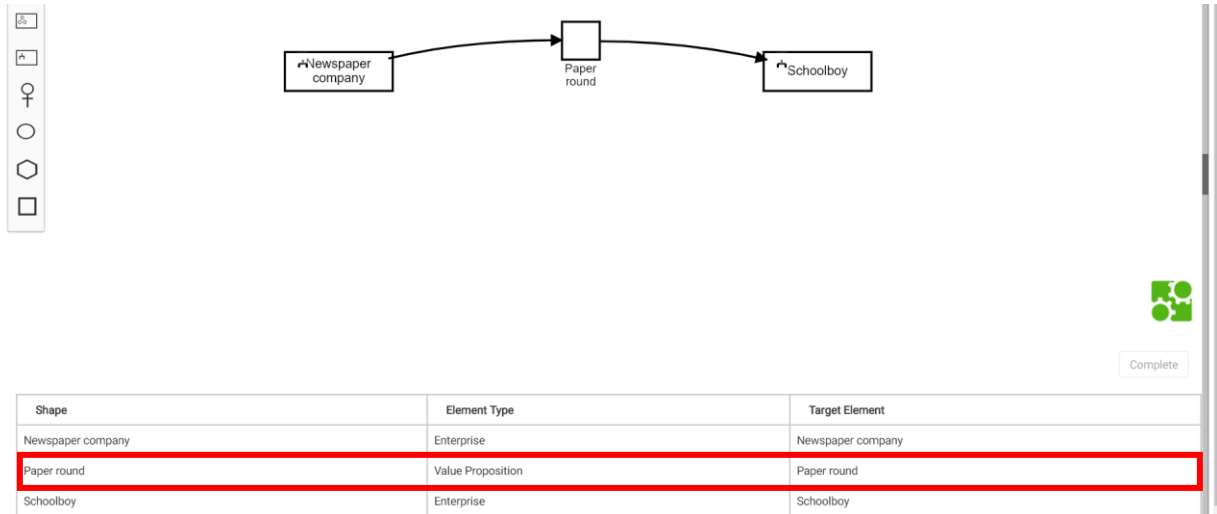 Newspaper
company
Paper
round
Schoolboy
Complete
Shape Element Type Target Element
Newspaper company Enterprise Newspaper company
Paper round Value Proposition Paper round
Schoolboy Enterprise Schoolboy